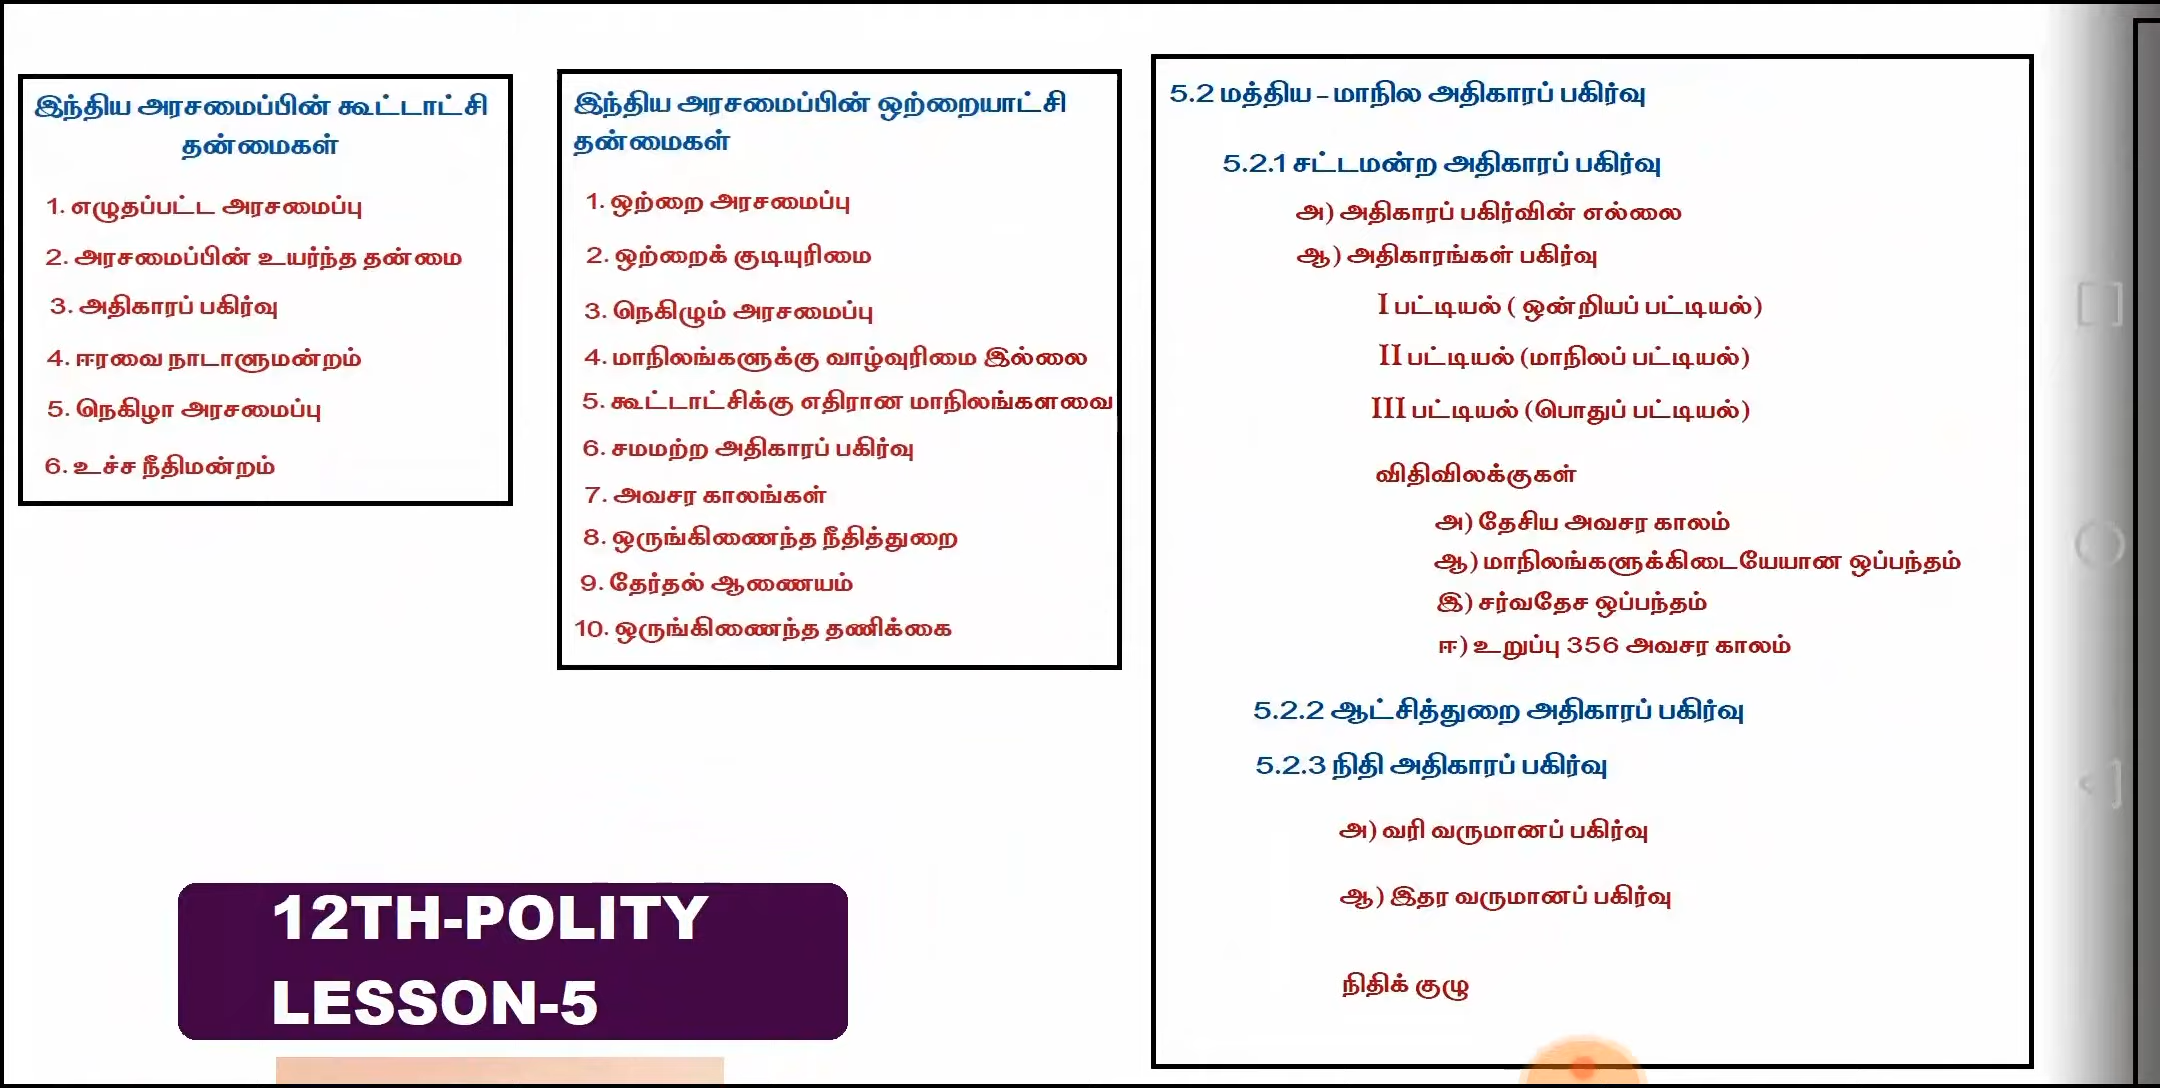 இந்திய அரசமைப்பின் கூட்டாட்சி
தன்மைகள்
1. எழுதப்பட்ட அரசமைப்பு
2. அரசமைப்பின் உயர்ந்த தன்மை
3. அதிகாரப் பகிர்வு
4. ஈரவை நாடாளுமன்றம்
5. நெகிழா அரசமைப்பு
6. உச்ச நீதிமன்றம்
இந்திய அரசமைப்பின் ஒற்றையாட்சி
தன்மைகள்
1. ஒற்றை அரசமைப்பு
2. ஒற்றைக் குடியுரிமை
3. நெகிழும் அரசமைப்பு
4. மாநிலங்களுக்கு வாழ்வுரிமை இல்லை
5. கூட்டாட்சிக்கு எதிரான மாநிலங்களவை
6. சமமற்ற அதிகாரப் பகிர்வு
7. அவசர காலங்கள்
8. ஒருங்கிணைந்த நீதித்துறை
9. தேர்தல் ஆணையம்
10. ஒருங்கிணைந்த தணிக்கை
5.2 மத்திய – மாநில அதிகாரப் பகிர்வு
5.2.1 சட்டமன்ற அதிகாரப் பகிர்வு
அ) அதிகாரப் பகிர்வின் எல்லை
ஆ) அதிகாரங்கள் பகிர்வு
I பட்டியல் ( ஒன்றியப் பட்டியல்)
II பட்டியல் (மாநிலப் பட்டியல்)
III பட்டியல் (பொதுப் பட்டியல்)
விதிவிலக்குகள்
அ) தேசிய அவசர காலம்
ஆ) மாநிலங்களுக்கிடையேயான ஒப்பந்தம்
இ) சர்வதேச ஒப்பந்தம்
ஈ) உறுப்பு 356 அவசர காலம்
5.2.2 ஆட்சித்துறை அதிகாரப் பகிர்வு
5.2.3 நிதி அதிகாரப் பகிர்வு
அ) வரி வருமானப் பகிர்வு
ஆ) இதர வருமானப் பகிர்வு
நிதிக் குழு
12TH-POLITY
LESSON-5